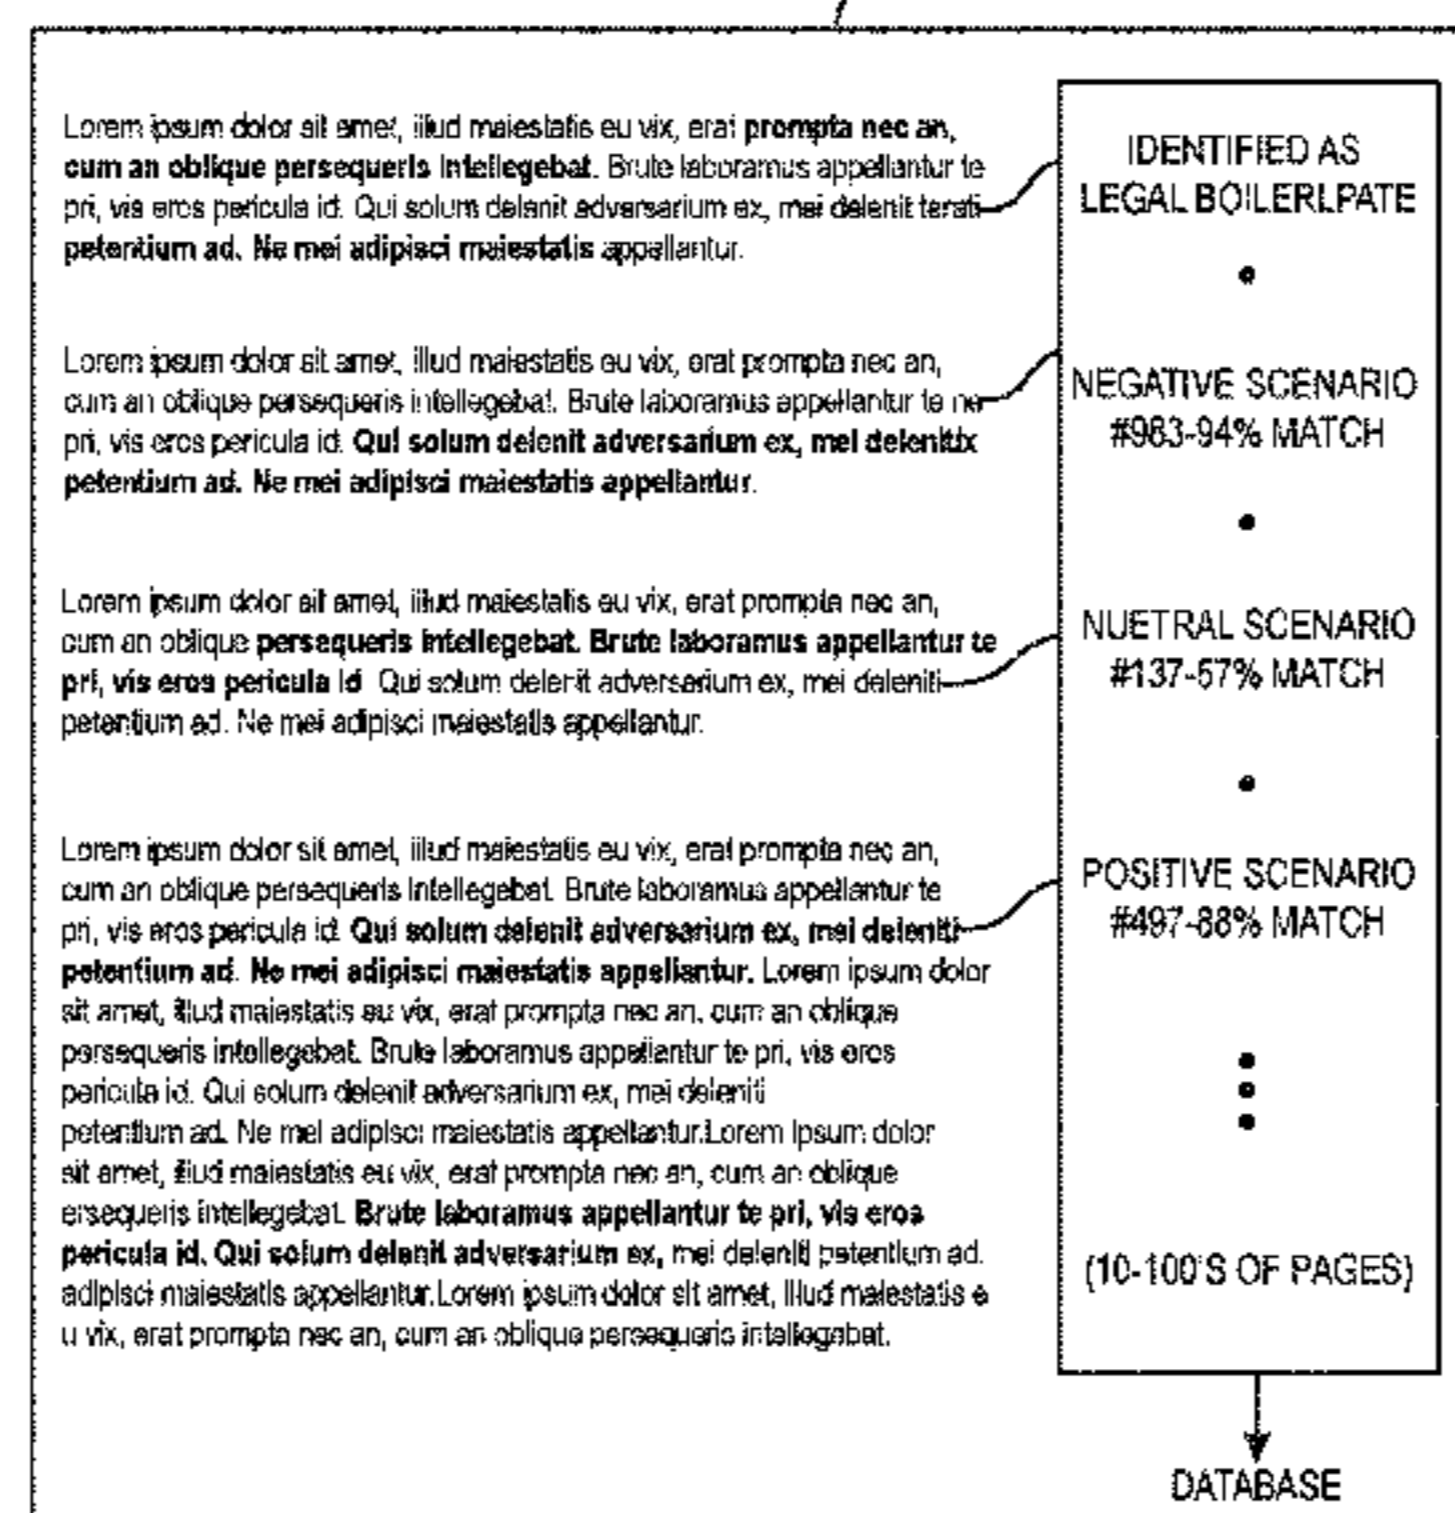 Lorem ipsum dolor sit amet, illud maiestatis eu vix, erat prompta nec an,
cum an oblique persequeris intellegebat. Brute laboramus appellantur te
pri, vis eros pericula id. Qui solum delenit adversarium ex, mei delenit terati
petentium ad. Ne mei adipisci maiestatis appellantur.
Lorem ipsum dolor sit amet, illud maiestatis eu vix, erat prompta nec an,
cum an oblique persequeris intellegebat. Brute laboramus appellantur te ne
pri, vis eros pericula id. Qui solum delenit adversarium ex, mei delenitix
petentium ad. Ne mei adipisci maiestatis appellantur.
Lorem ipsum dolor sit amet, illud maiestatis eu vix, erat prompta nec an,
cum an oblique persequeris intellegebat. Brute laboramus appellantur te
pri, vis eros pericula id Qui solum delenit adversarium ex, mei deleniti
petentium ad. Ne mei adipisci maiestatis appellantur.
Lorem ipsum dolor sit amet, illud maiestatis eu vix, erat prompta nec an,
cum an oblique persequeris intellegebat. Brute laboramus appellantur te
pri, vis eros pericula id. Qui solum delenit adversarium ex, mei deleniti
petentium ad. Ne mei adipisci maiestatis appellantur. Lorem ipsum dolor
sit amet, illud maiestatis eu vix, erat prompta nec an, cum an oblique
persequeris intellegebat. Brute laboramus appellantur te pri, vis eros
pericula id. Qui solum delenit adversarium ex, mei deleniti
petentium ad. Ne mei adipisci maiestatis appellantur.Lorem ipsum dolor
sit amet, illud maiestatis eu vix, erat prompta nec an, cum an oblique
ersequeris intellegebat. Brute laboramus appellantur te pri, vis eros
pericula id. Qui solum delenit adversarium ex, mei deleniti petentium ad.
adipisci maiestatis appellantur.Lorem ipsum dolor sit amet, illud maiestatis e
u vix, erat prompta nec an, cum an oblique persequeris intellegebat.
IDENTIFIED AS
LEGAL BOILERLPATE
NEGATIVE SCENARIO
#983-94% MATCH
NUETRAL SCENARIO
#137-57% MATCH
POSITIVE SCENARIO
#497-88% MATCH
(10-100'S OF PAGES)
DATABASE